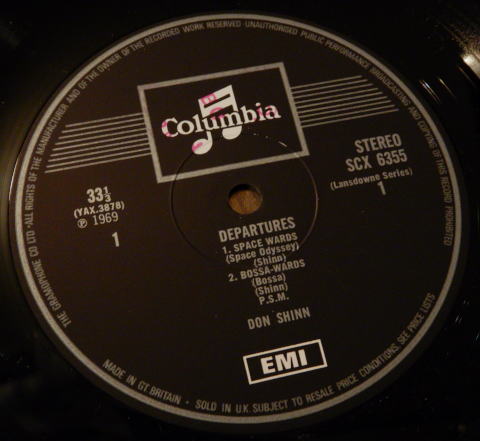 THE GRAMOPHONE CO LTD · ALL RIGHTS OF THE MANUFACTURER AND OF THE OWNER OF THE RECORDED WORK RESERVED · UNAUTHORISED PUBLIC PERFORMANCE BROADCASTING AND COPYING OF THIS RECORD PROHIBITED
Columbia
33⅓
(YAX.3878)
Ⓟ 1969
1
STEREO
SCX 6355
(Lansdowne Series)
1
DEPARTURES
1. SPACE WARDS
(Space Odyssey)
(Shinn)
2. BOSSA-WARDS
(Bossa)
(Shinn)
P.S.M.
DON SHINN
EMI
MADE IN GT. BRITAIN · SOLD IN U.K. SUBJECT TO RESALE PRICE CONDITIONS, SEE PRICE LISTS